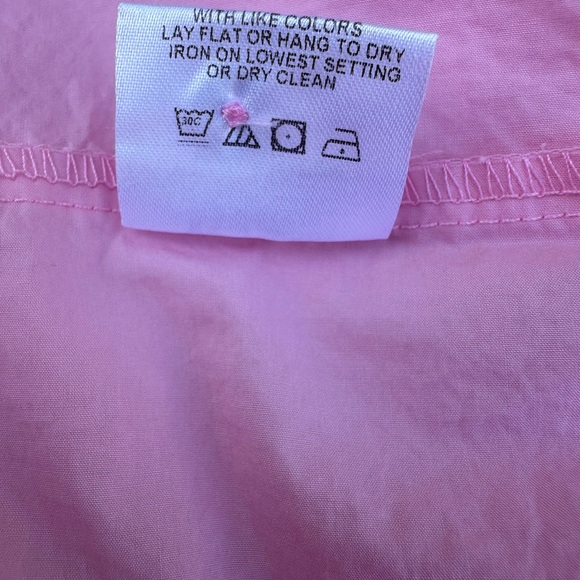 WITH LIKE COLORS
LAY FLAT OR HANG TO DRY
IRON ON LOWEST SETTING
OR DRY CLEAN
30C